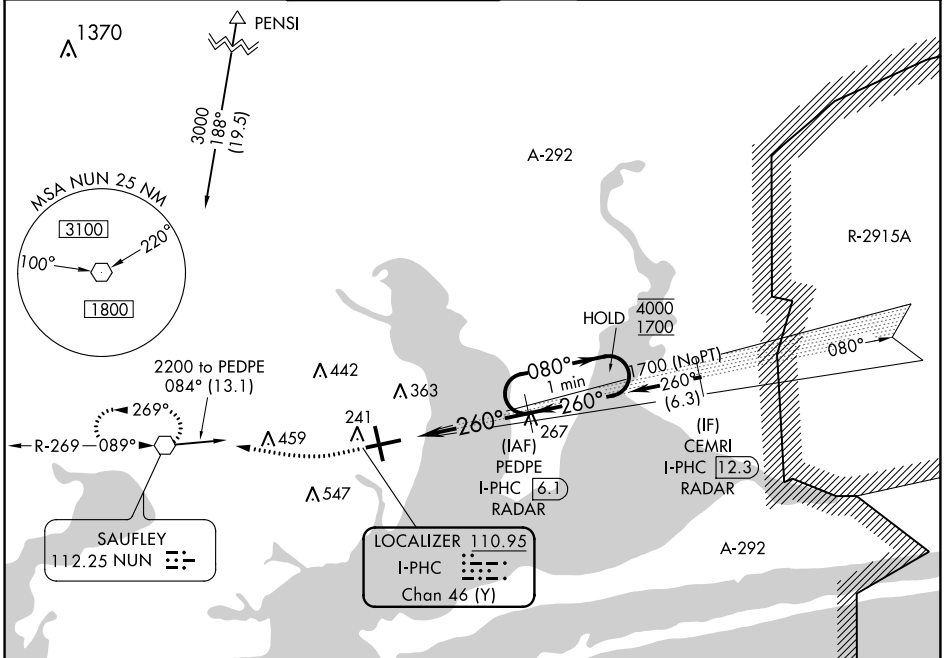 1370
PENSI
3000
188°
(19.5)
A-292
MSA NUN 25 NM
3100
220°
100°
1800
R-2915A
HOLD
4000
1700
080°
1 min
1700 (NoPT)
080°
260°
260°
(6.3)
260°
2200 to PEDPE
084° (13.1)
442
363
269°
R-269
089°
459
241
267
(IAF)
PEDPE
I-PHC 6.1
RADAR
(IF)
CEMRI
I-PHC 12.3
RADAR
547
SAUFLEY
112.25 NUN
LOCALIZER 110.95
I-PHC
Chan 46 (Y)
A-292